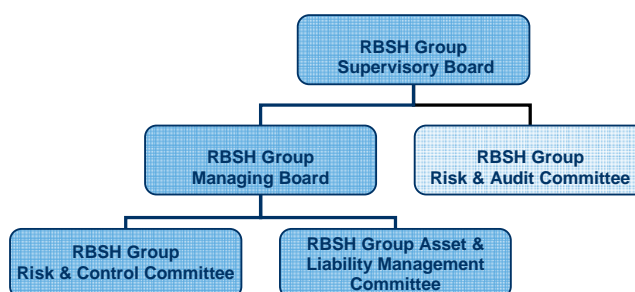 RBSH Group
Supervisory Board
RBSH Group
Managing Board
RBSH Group
Risk & Audit Committee
RBSH Group
Risk & Control Committee
RBSH Group Asset &
Liability Management
Committee